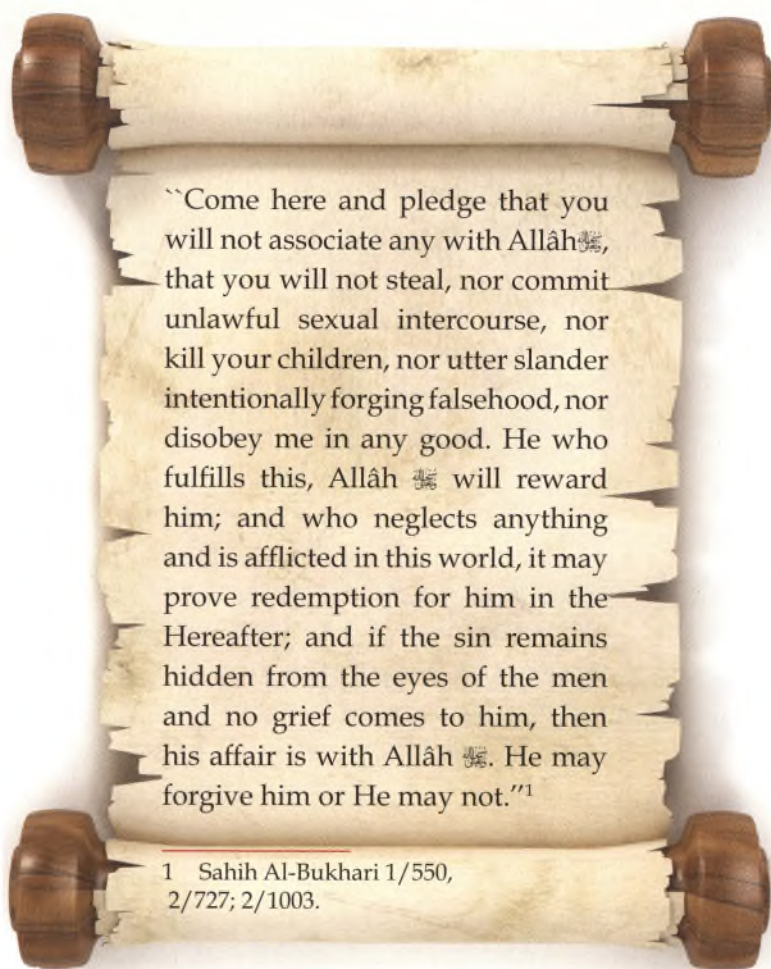 ``Come here and pledge that you
will not associate any with Allâhﷻ,
that you will not steal, nor commit
unlawful sexual intercourse, nor
kill your children, nor utter slander
intentionally forging falsehood, nor
disobey me in any good. He who
fulfills this, Allâh ﷻ will reward
him; and who neglects anything
and is afflicted in this world, it may
prove redemption for him in the
Hereafter; and if the sin remains
hidden from the eyes of the men
and no grief comes to him, then
his affair is with Allâh ﷻ. He may
forgive him or He may not.″1
1 Sahih Al-Bukhari 1/550,
2/727; 2/1003.